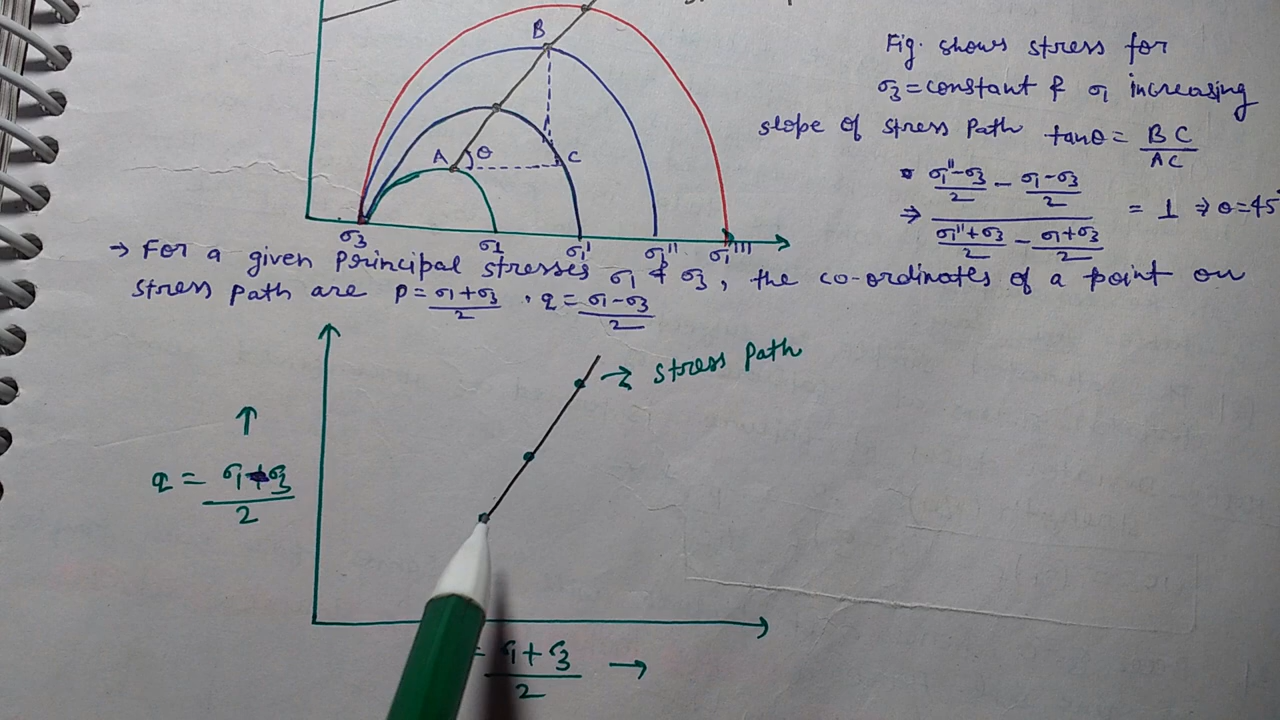 B
Fig. shows stress for
σ3=constant & σ1 increasing
slope of stress path tanθ = BC/AC
A θ C
⇒ ((σ1''-σ3)/2 - (σ1-σ3)/2) / ((σ1''+σ3)/2 - (σ1+σ3)/2) = 1 ⇒ θ=45°
σ3 σ1 σ1' σ1'' σ1'''
→ For a given principal stresses σ1 & σ3, the co-ordinates of a point on
stress path are P = (σ1+σ3)/2 , q = (σ1-σ3)/2
→ stress path
↑
q = (σ1-σ3)/2
= (σ1+σ3)/2 →